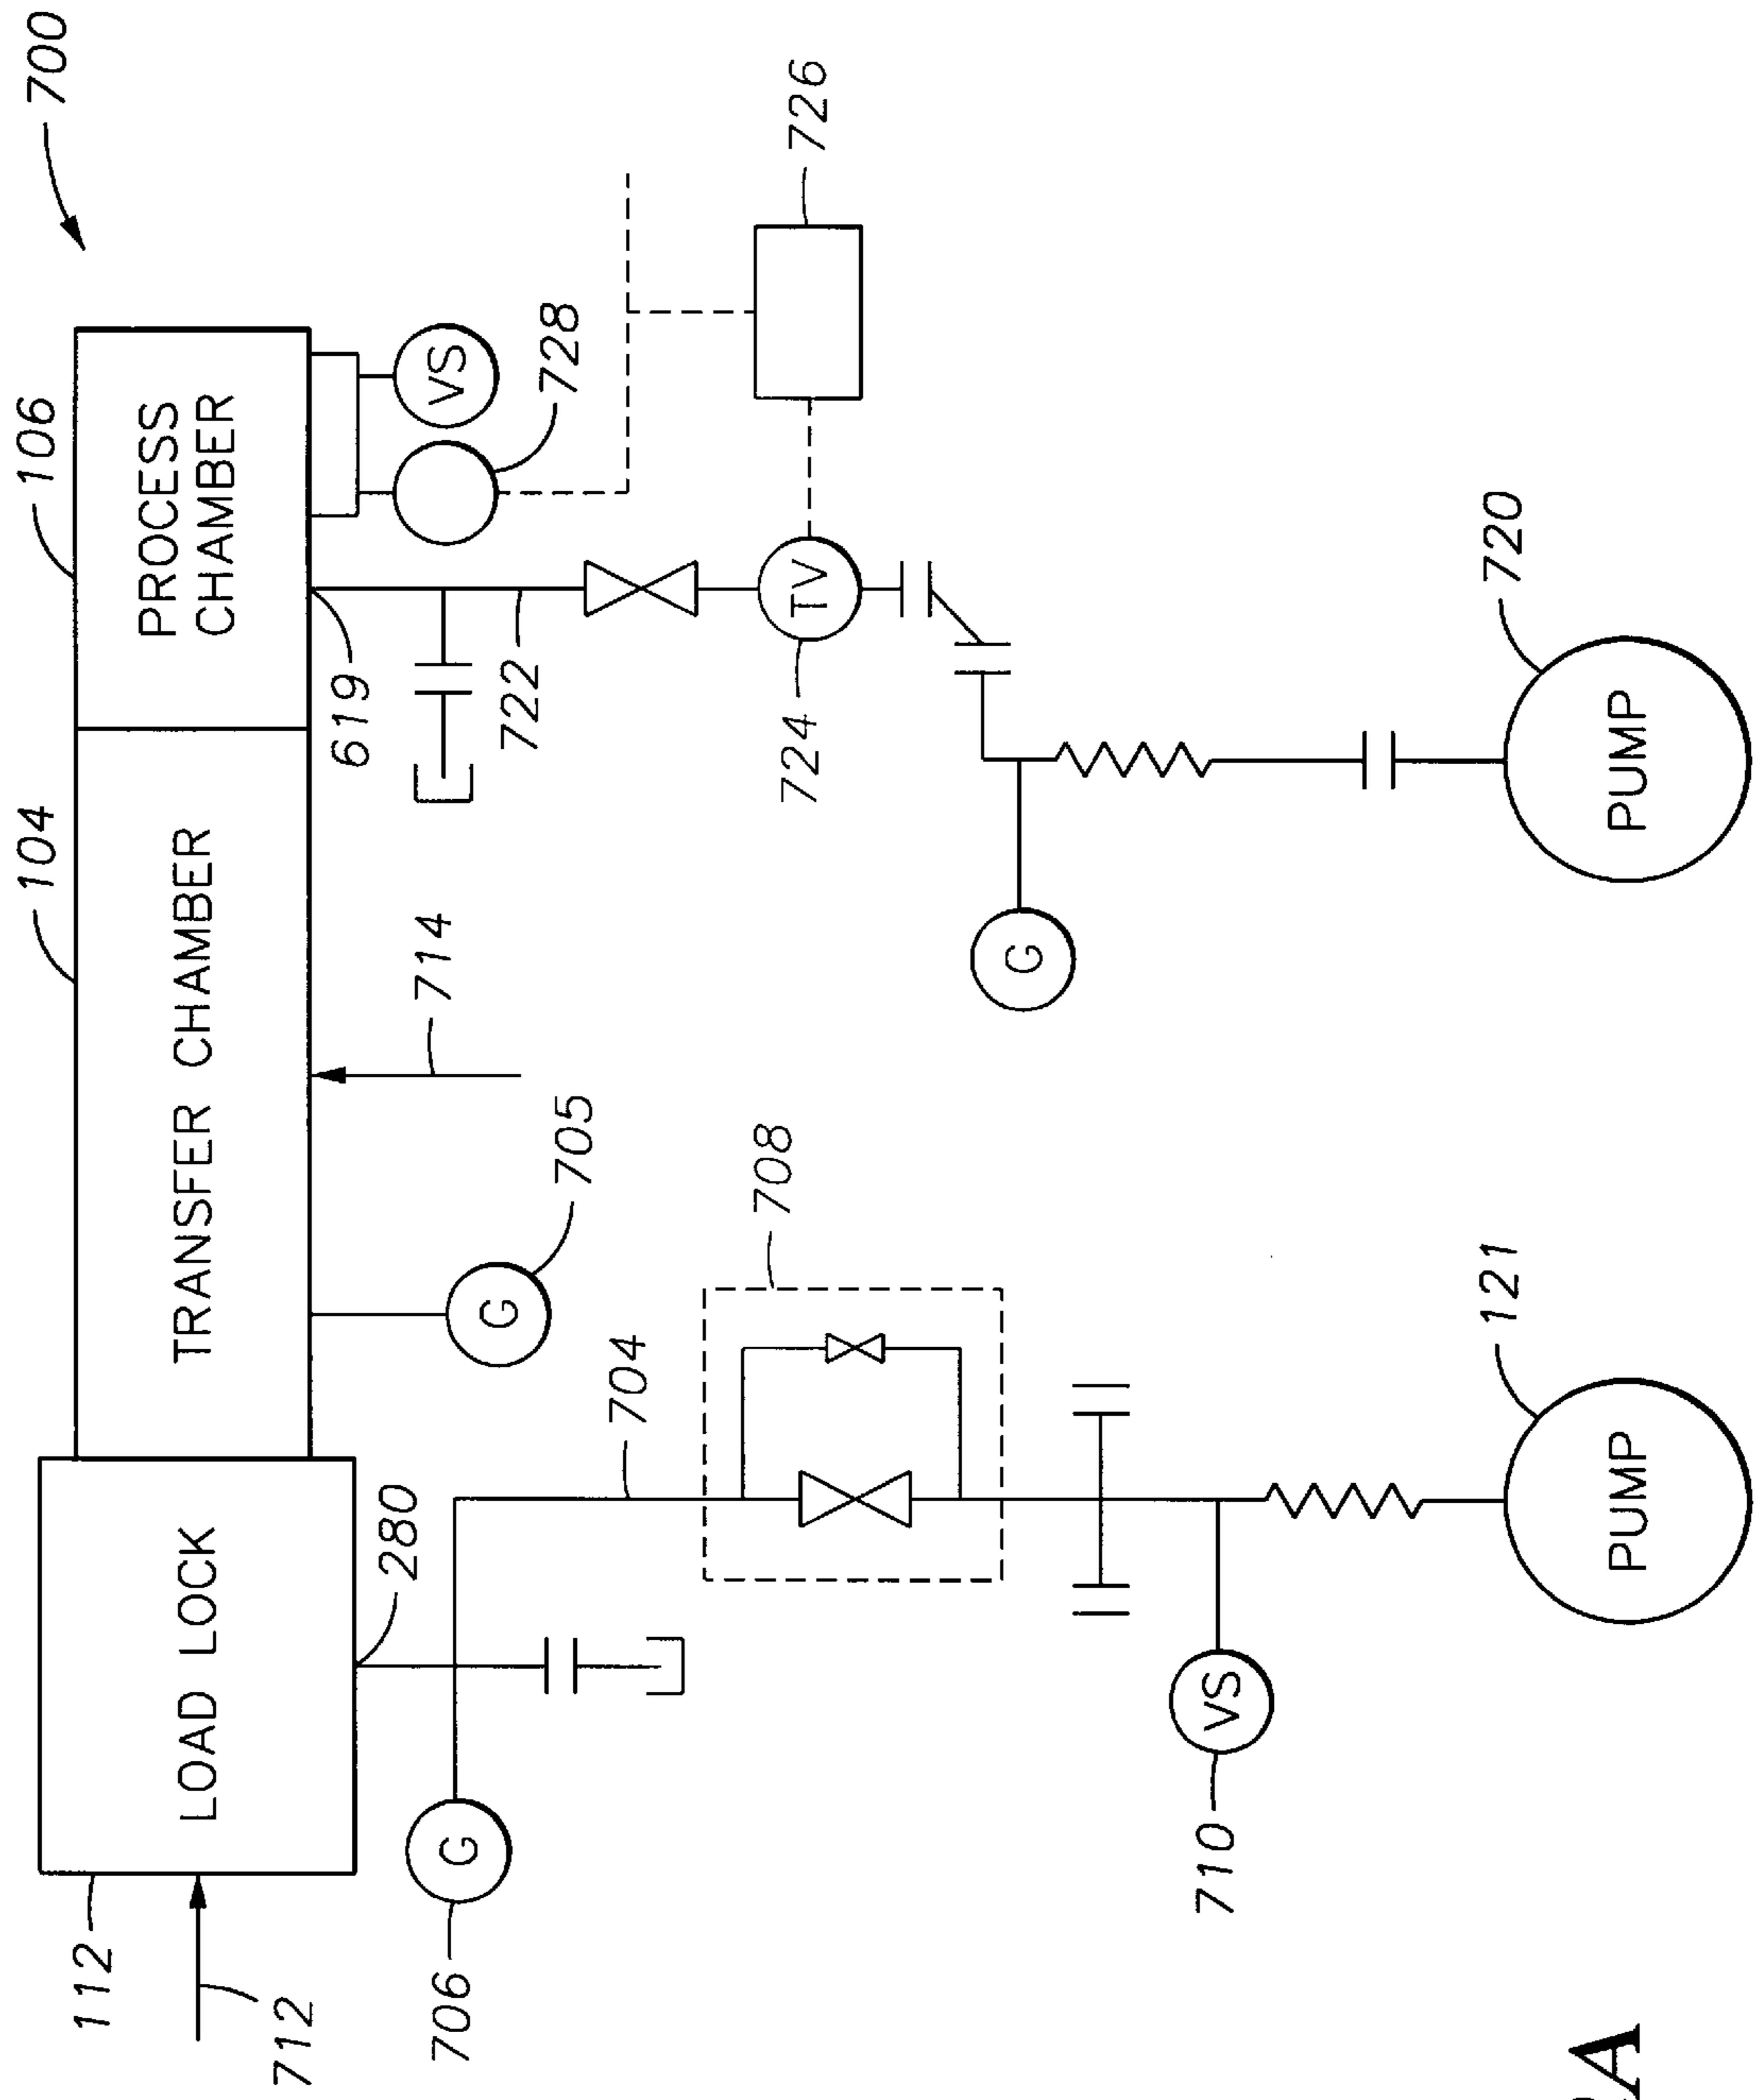 700
106
104
PROCESS
CHAMBER
TRANSFER CHAMBER
LOAD LOCK
112
712
VS
728
726
619
722
TV
724
714
G
705
280
G
706
704
708
VS
710
G
720
PUMP
121
PUMP
A